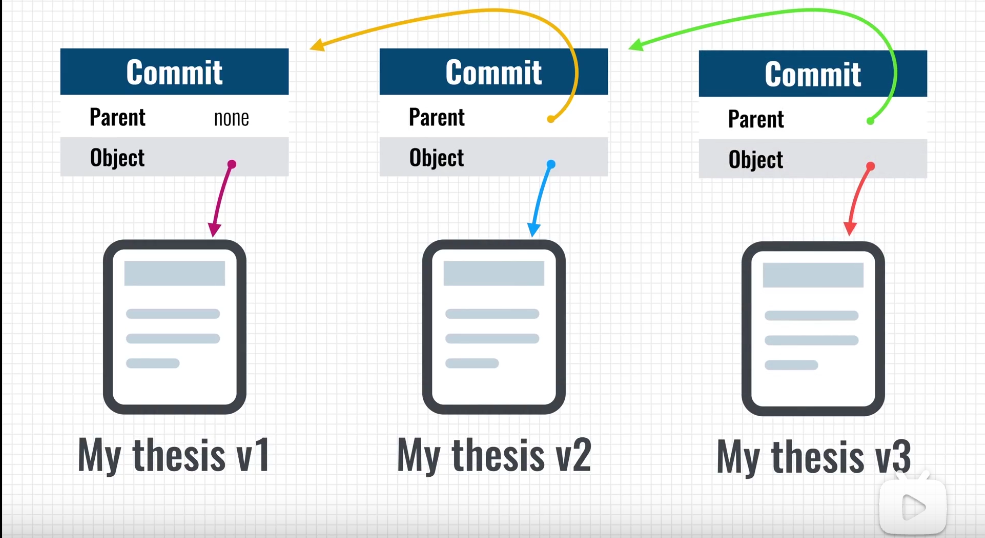 Commit
Parent none
Object
My thesis v1
Commit
Parent
Object
My thesis v2
Commit
Parent
Object
My thesis v3